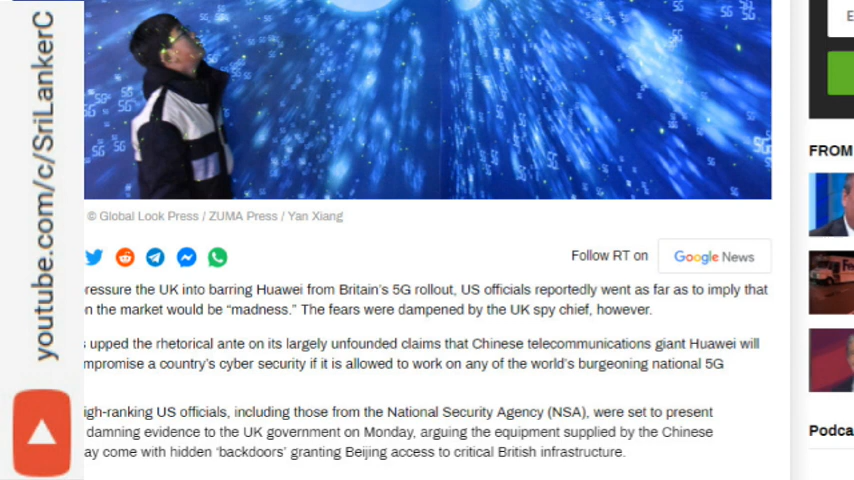 youtube.com/c/SriLankerC
5G
5G
5G
5G
5G
E
FROM
© Global Look Press / ZUMA Press / Yan Xiang
Follow RT on
Google News
ressure the UK into barring Huawei from Britain's 5G rollout, US officials reportedly went as far as to imply that
n the market would be “madness.” The fears were dampened by the UK spy chief, however.
s upped the rhetorical ante on its largely unfounded claims that Chinese telecommunications giant Huawei will
mpromise a country's cyber security if it is allowed to work on any of the world's burgeoning national 5G
igh-ranking US officials, including those from the National Security Agency (NSA), were set to present
damning evidence to the UK government on Monday, arguing the equipment supplied by the Chinese
ay come with hidden ‘backdoors’ granting Beijing access to critical British infrastructure.
Podca